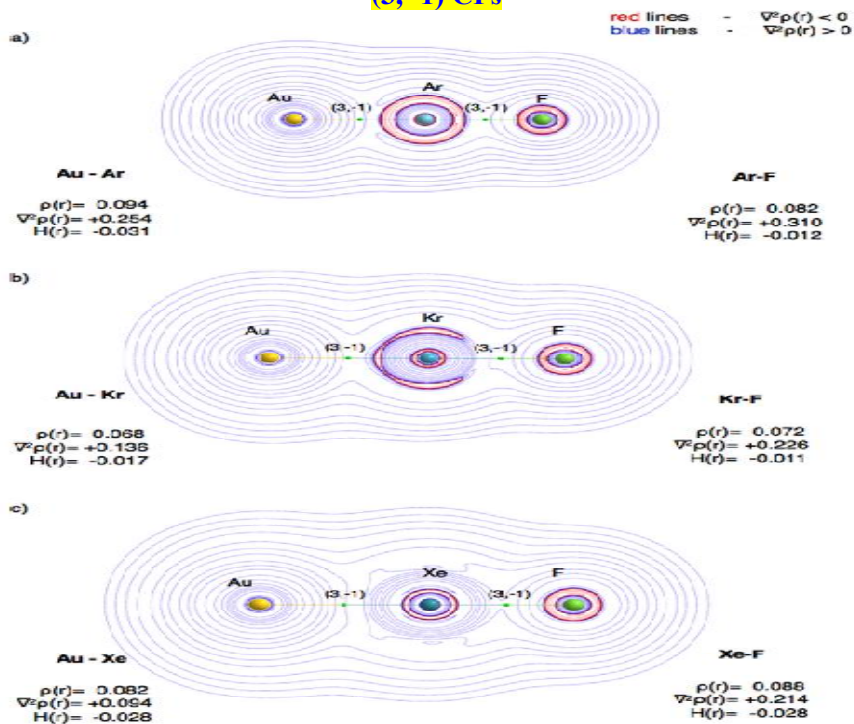 (3,-1) CPs
red lines - ∇²ρ(r) < 0
blue lines - ∇²ρ(r) > 0
a)
Au
(3,-1)
Ar
(3,-1)
F
Au - Ar
ρ(r)= 0.094
∇²ρ(r)= +0.254
H(r)= -0.031
Ar-F
ρ(r)= 0.082
∇²ρ(r)= +0.310
H(r)= -0.012
b)
Au
(3 -1)
Kr
(3,-1)
F
Au - Kr
ρ(r)= 0.068
∇²ρ(r)= +0.136
H(r)= -0.017
Kr-F
ρ(r)= 0.072
∇²ρ(r)= +0.226
H(r)= -0.011
c)
Au
(3 -1)
Xe
(3,-1)
F
Au - Xe
ρ(r)= 0.082
∇²ρ(r)= +0.094
H(r)= -0.028
Xe-F
ρ(r)= 0.088
∇²ρ(r)= +0.214
H(r)= -0.028